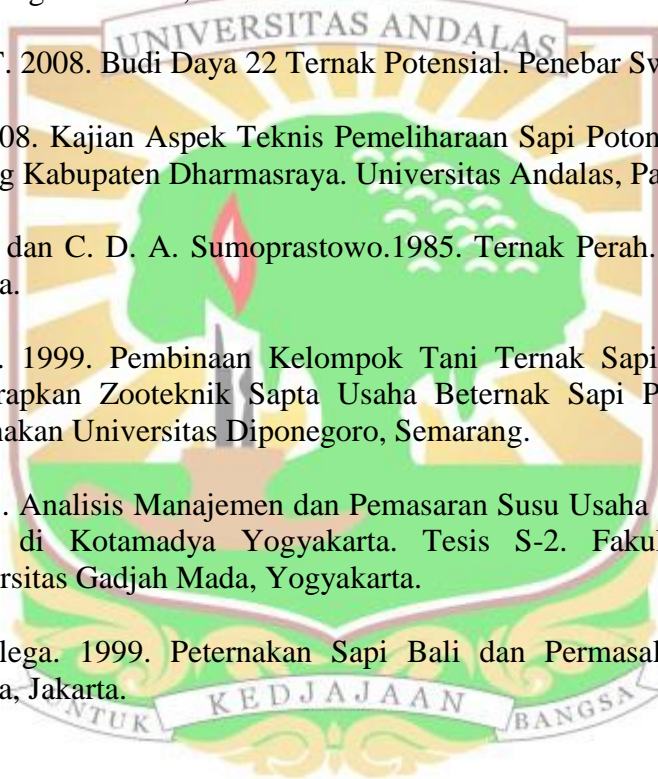 UNIVERSITAS ANDALAS
. 2008. Budi Daya 22 Ternak Potensial. Penebar Sw
08. Kajian Aspek Teknis Pemeliharaan Sapi Poton
g Kabupaten Dharmasraya. Universitas Andalas, Pa
dan C. D. A. Sumoprastowo.1985. Ternak Perah.
a.
. 1999. Pembinaan Kelompok Tani Ternak Sapi
rapkan Zooteknik Sapta Usaha Beternak Sapi P
nakan Universitas Diponegoro, Semarang.
. Analisis Manajemen dan Pemasaran Susu Usaha
di Kotamadya Yogyakarta. Tesis S-2. Faku
rsitas Gadjah Mada, Yogyakarta.
lega. 1999. Peternakan Sapi Bali dan Permasal
a, Jakarta.
UNTUK KEDJAJAAN BANGSA